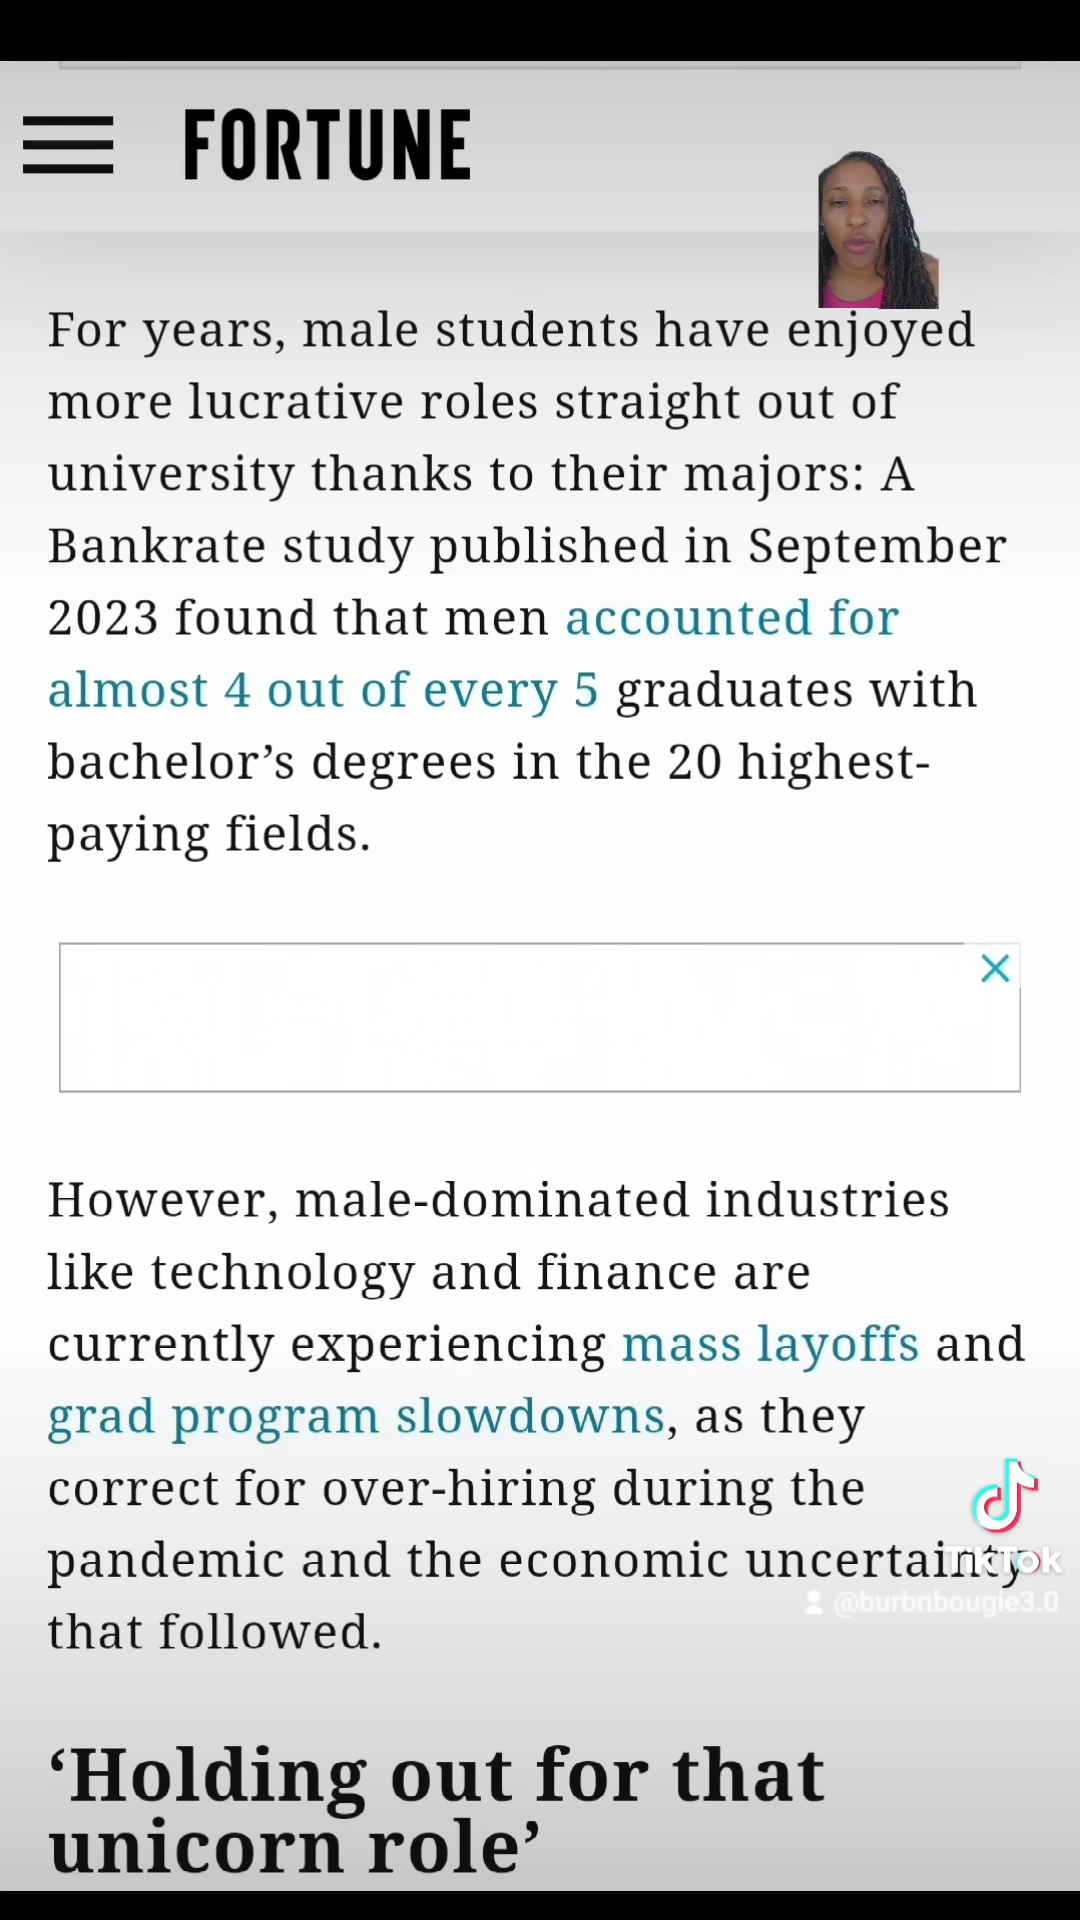 FORTUNE
For years, male students have enjoyed
more lucrative roles straight out of
university thanks to their majors: A
Bankrate study published in September
2023 found that men accounted for
almost 4 out of every 5 graduates with
bachelor’s degrees in the 20 highest-
paying fields.
However, male-dominated industries
like technology and finance are
currently experiencing mass layoffs and
grad program slowdowns, as they
correct for over-hiring during the
pandemic and the economic uncertainty
that followed.
TikTok
@burbnbougie3.0
‘Holding out for that
unicorn role’